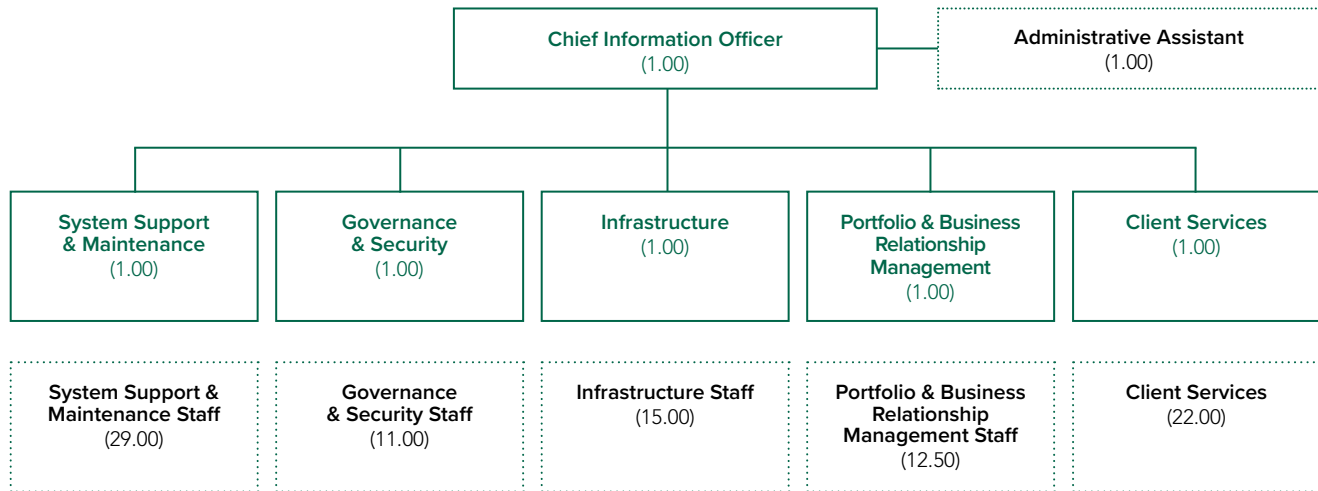 Chief Information Officer
(1.00)
Administrative Assistant
(1.00)
System Support
& Maintenance
(1.00)
Governance
& Security
(1.00)
Infrastructure
(1.00)
Portfolio & Business
Relationship
Management
(1.00)
Client Services
(1.00)
System Support &
Maintenance Staff
(29.00)
Governance
& Security Staff
(11.00)
Infrastructure Staff
(15.00)
Portfolio & Business
Relationship
Management Staff
(12.50)
Client Services
(22.00)